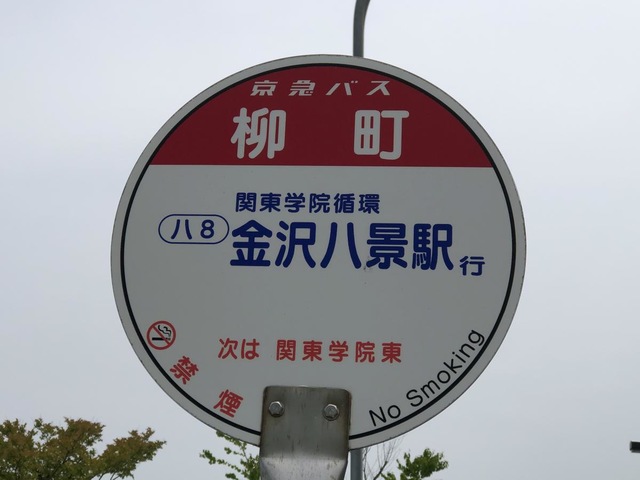 京急バス
柳町
関東学院循環
八8 金沢八景駅行
次は 関東学院東
禁煙
No Smoking